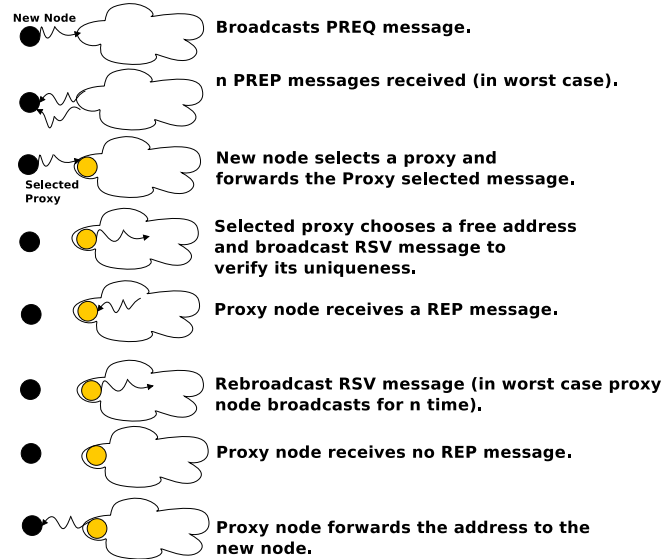 New Node
Broadcasts PREQ message.
n PREP messages received (in worst case).
New node selects a proxy and
forwards the Proxy selected message.
Selected
Proxy
Selected proxy chooses a free address
and broadcast RSV message to
verify its uniqueness.
Proxy node receives a REP message.
Rebroadcast RSV message (in worst case proxy
node broadcasts for n time).
Proxy node receives no REP message.
Proxy node forwards the address to the
new node.